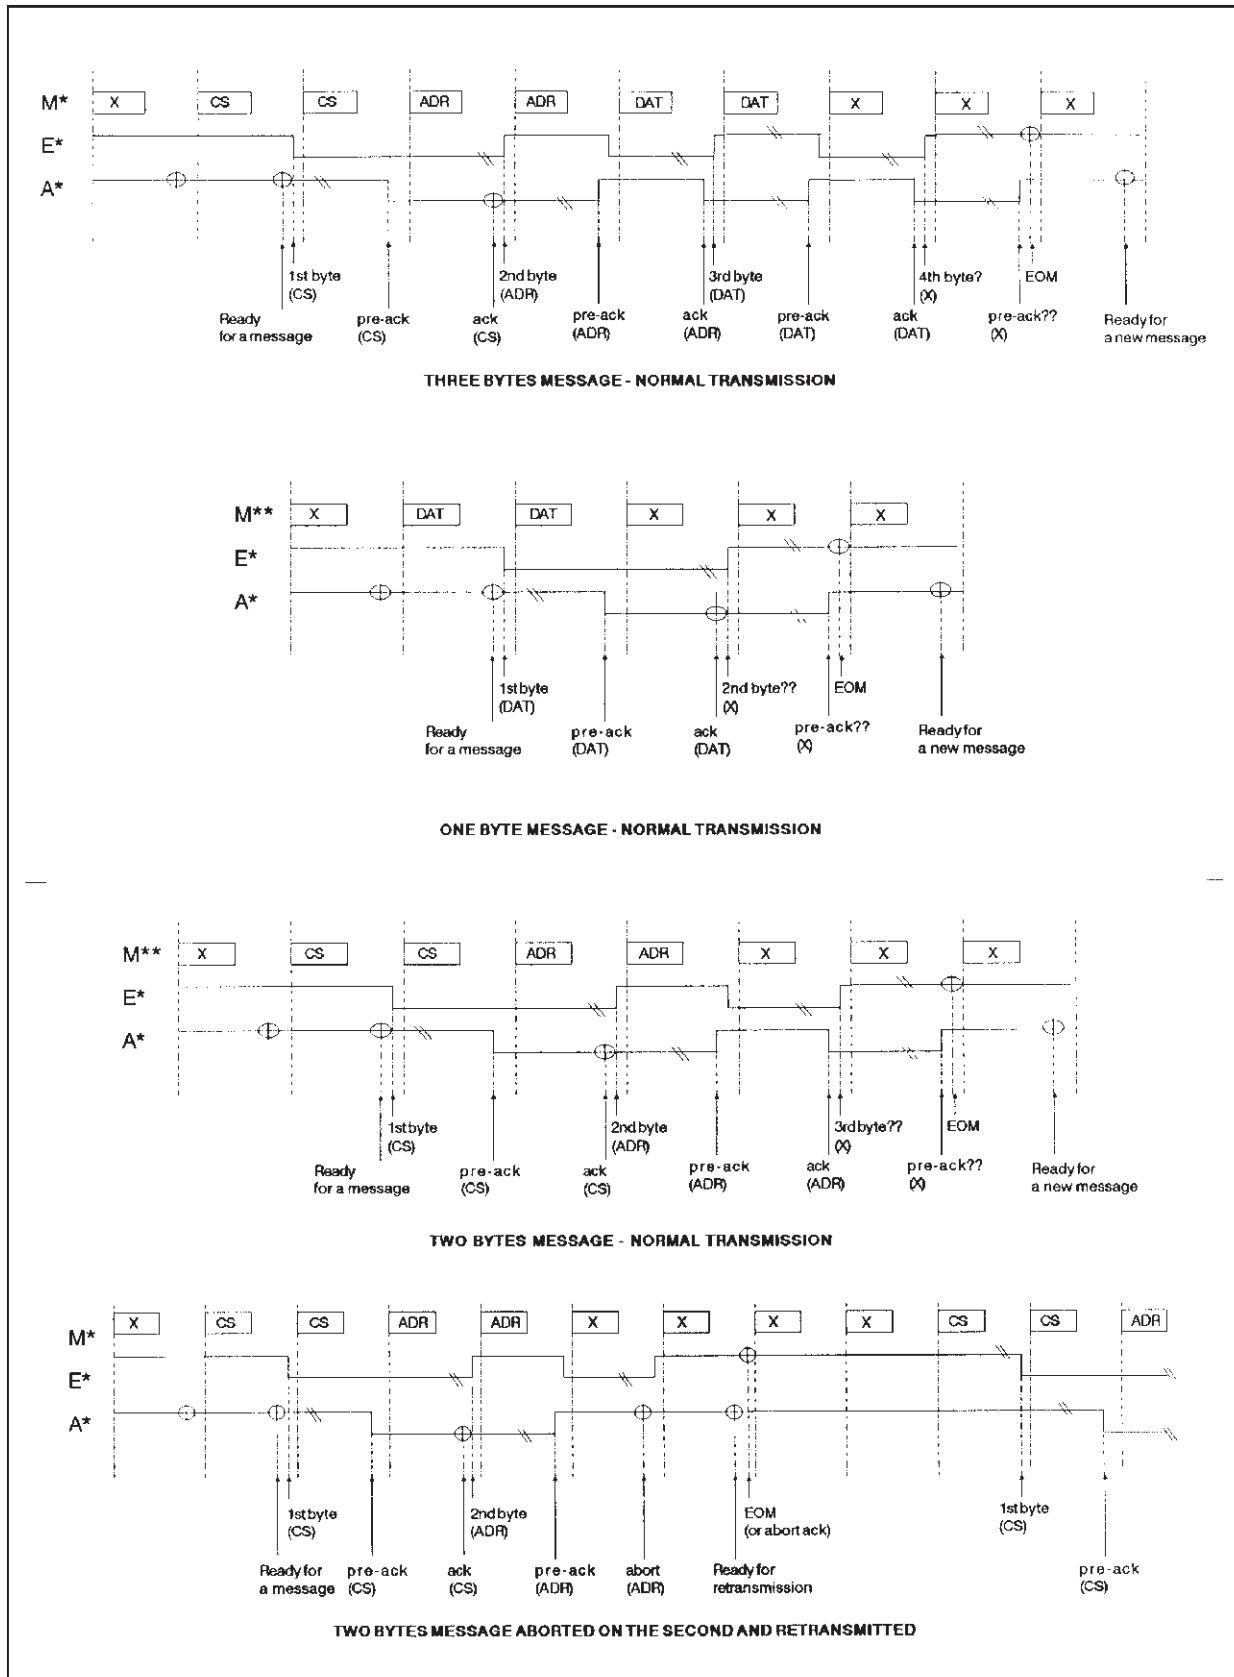 M* X CS CS ADR ADR DAT DAT X X X
E*
A*
1st byte 2nd byte 3rd byte 4th byte? EOM
(CS) (ADR) (DAT) (X)
Ready pre-ack ack pre-ack ack pre-ack ack pre-ack?? Ready for
for a message (CS) (CS) (ADR) (ADR) (DAT) (DAT) (X) a new message
THREE BYTES MESSAGE - NORMAL TRANSMISSION
M** X DAT DAT X X X
E*
A*
1st byte 2nd byte?? EOM
(DAT) (X)
Ready pre-ack ack pre-ack?? Ready for
for a message (DAT) (DAT) (X) a new message
ONE BYTE MESSAGE - NORMAL TRANSMISSION
M** X CS CS ADR ADR X X X
E*
A*
1st byte 2nd byte 3rd byte?? EOM
(CS) (ADR) (X)
Ready pre-ack ack pre-ack ack pre-ack?? Ready for
for a message (CS) (CS) (ADR) (ADR) (X) a new message
TWO BYTES MESSAGE - NORMAL TRANSMISSION
M* X CS CS ADR ADR X X X X CS CS ADR
E*
A*
1st byte 2nd byte EOM 1st byte
(CS) (ADR) (or abort ack) (CS)
Ready for pre-ack ack pre-ack abort Ready for pre-ack
a message (CS) (CS) (ADR) (ADR) retransmission (CS)
TWO BYTES MESSAGE ABORTED ON THE SECOND AND RETRANSMITTED